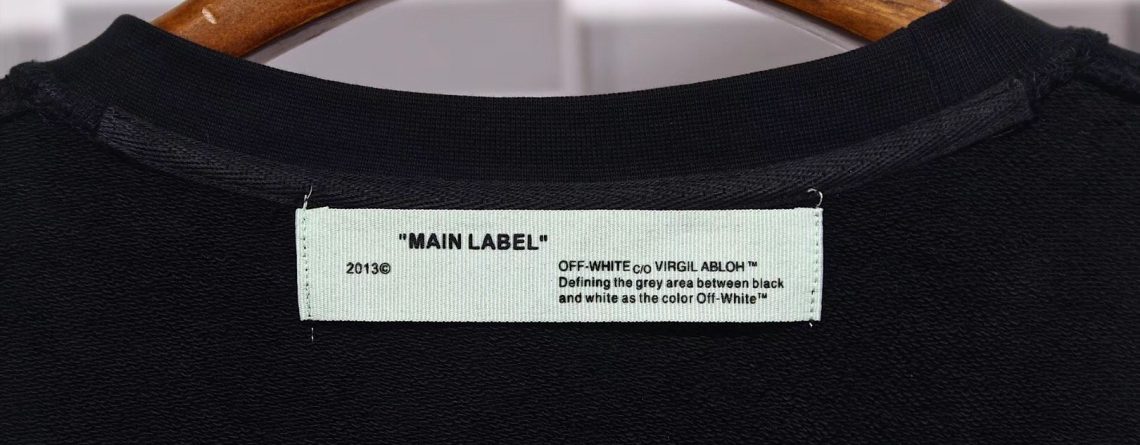 "MAIN LABEL"
2013©
OFF-WHITE C/O VIRGIL ABLOH™
Defining the grey area between black
and white as the color Off-White™